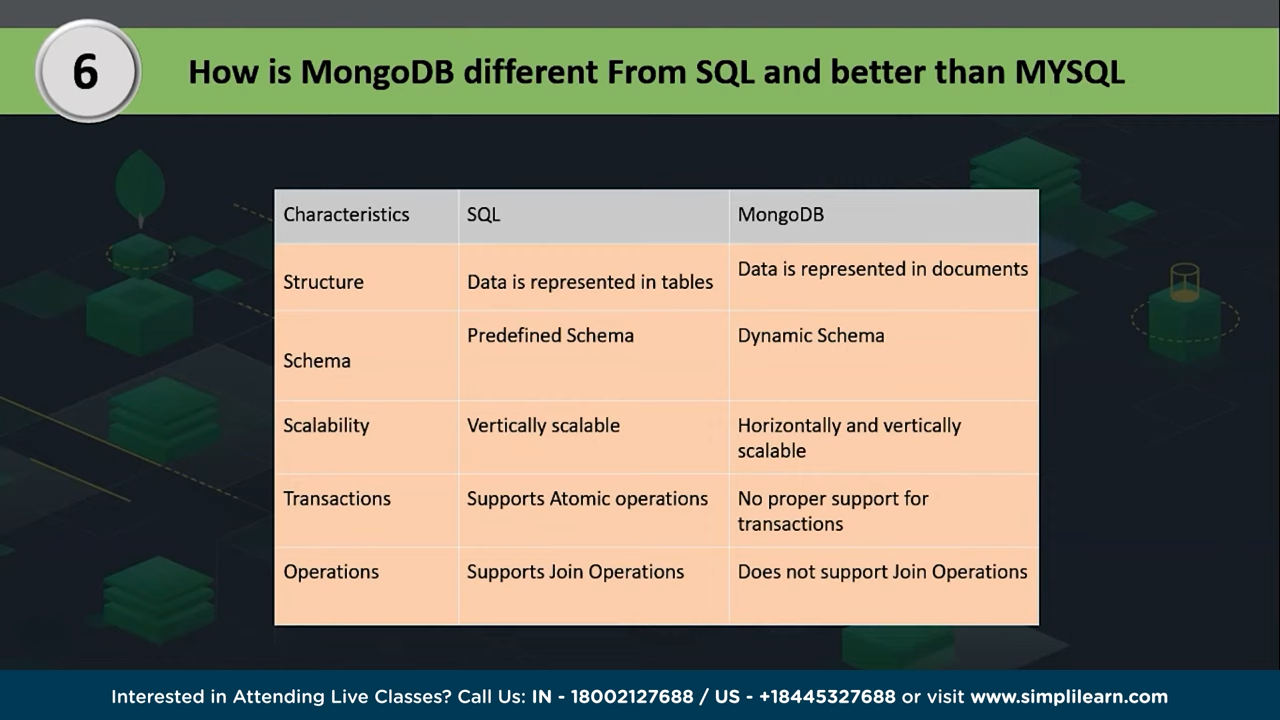 6
How is MongoDB different From SQL and better than MYSQL
Characteristics SQL MongoDB
Structure Data is represented in tables Data is represented in documents
Schema Predefined Schema Dynamic Schema
Scalability Vertically scalable Horizontally and vertically
scalable
Transactions Supports Atomic operations No proper support for
transactions
Operations Supports Join Operations Does not support Join Operations
Interested in Attending Live Classes? Call Us: IN - 18002127688 / US - +18445327688 or visit www.simplilearn.com